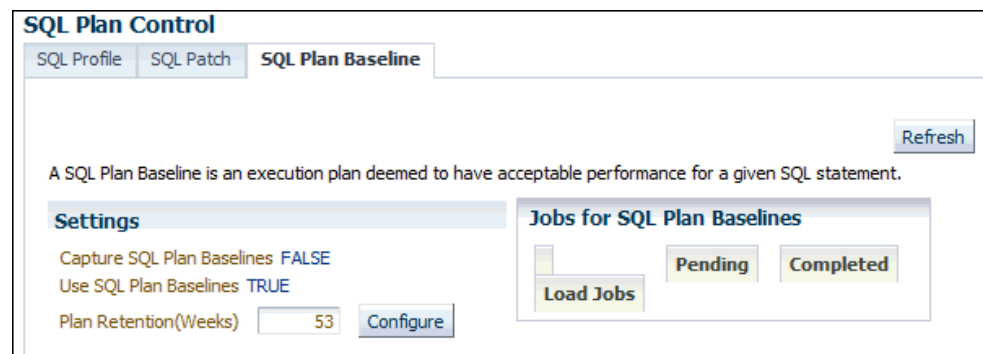 SQL Plan Control
SQL Profile SQL Patch SQL Plan Baseline
Refresh
A SQL Plan Baseline is an execution plan deemed to have acceptable performance for a given SQL statement.
Settings
Capture SQL Plan Baselines FALSE
Use SQL Plan Baselines TRUE
Plan Retention(Weeks) 53 Configure
Jobs for SQL Plan Baselines
Pending Completed
Load Jobs